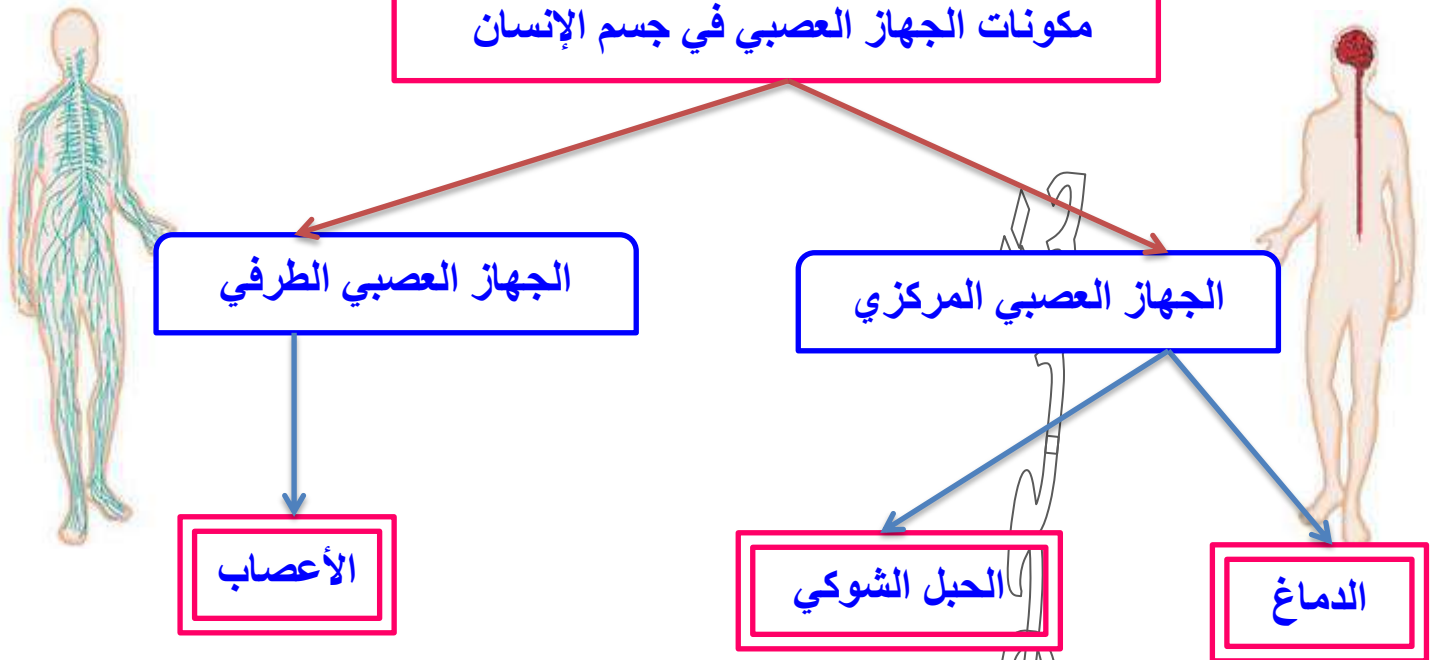 مكونات الجهاز العصبي في جسم الإنسان
الجهاز العصبي المركزي
الجهاز العصبي الطرفي
الدماغ
الحبل الشوكي
الأعصاب